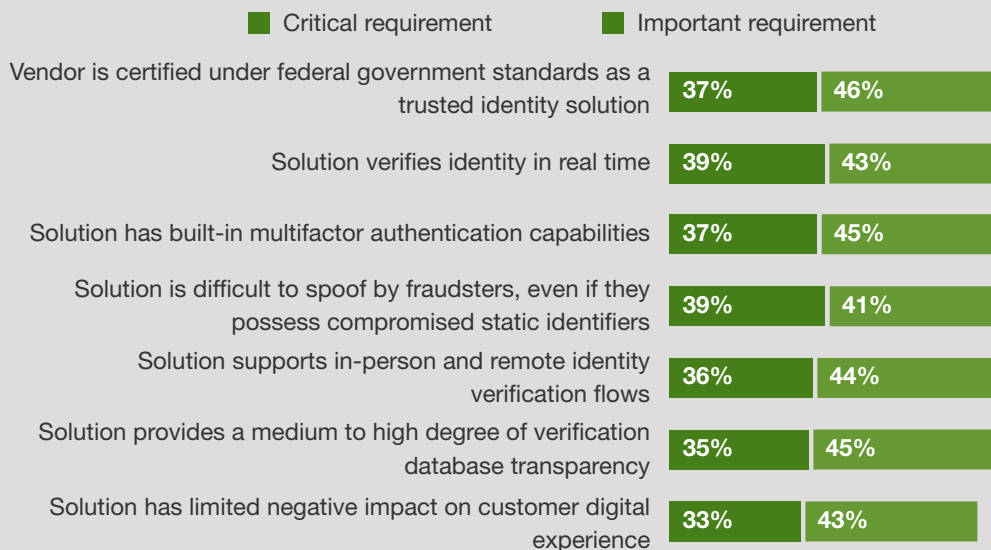 Critical requirement Important requirement
Vendor is certified under federal government standards as a
trusted identity solution
37% 46%
Solution verifies identity in real time 39% 43%
Solution has built-in multifactor authentication capabilities 37% 45%
Solution is difficult to spoof by fraudsters, even if they
possess compromised static identifiers
39% 41%
Solution supports in-person and remote identity
verification flows
36% 44%
Solution provides a medium to high degree of verification
database transparency
35% 45%
Solution has limited negative impact on customer digital
experience
33% 43%